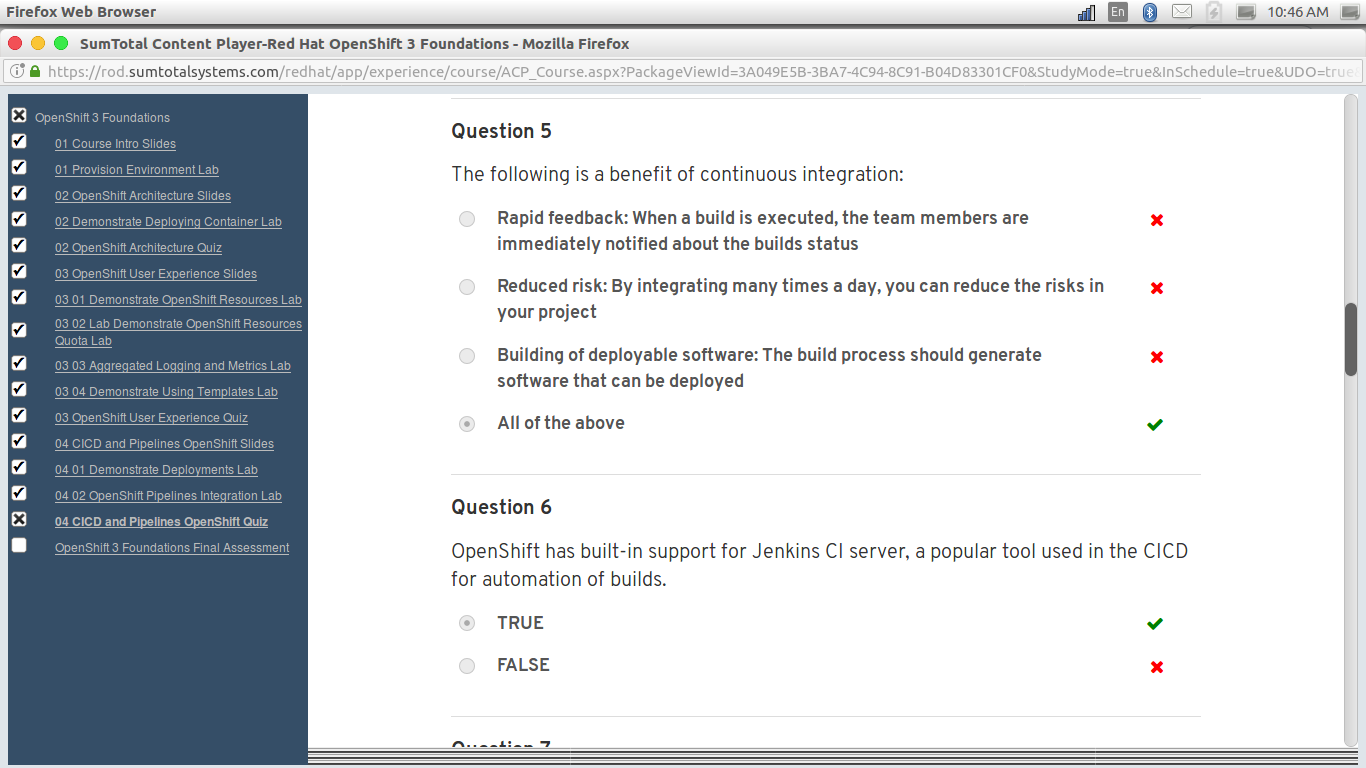 Firefox Web Browser
En
10:46 AM
SumTotal Content Player-Red Hat OpenShift 3 Foundations - Mozilla Firefox
https://rod.sumtotalsystems.com/redhat/app/experience/course/ACP_Course.aspx?PackageViewId=3A049E5B-3BA7-4C94-8C91-B04D83301CF0&StudyMode=true&InSchedule=true&UDO=true&
OpenShift 3 Foundations
01 Course Intro Slides
01 Provision Environment Lab
02 OpenShift Architecture Slides
02 Demonstrate Deploying Container Lab
02 OpenShift Architecture Quiz
03 OpenShift User Experience Slides
03 01 Demonstrate OpenShift Resources Lab
03 02 Lab Demonstrate OpenShift Resources
Quota Lab
03 03 Aggregated Logging and Metrics Lab
03 04 Demonstrate Using Templates Lab
03 OpenShift User Experience Quiz
04 CICD and Pipelines OpenShift Slides
04 01 Demonstrate Deployments Lab
04 02 OpenShift Pipelines Integration Lab
04 CICD and Pipelines OpenShift Quiz
OpenShift 3 Foundations Final Assessment
Question 5
The following is a benefit of continuous integration:
Rapid feedback: When a build is executed, the team members are
immediately notified about the builds status
Reduced risk: By integrating many times a day, you can reduce the risks in
your project
Building of deployable software: The build process should generate
software that can be deployed
All of the above
Question 6
OpenShift has built-in support for Jenkins CI server, a popular tool used in the CICD
for automation of builds.
TRUE
FALSE
Question 7